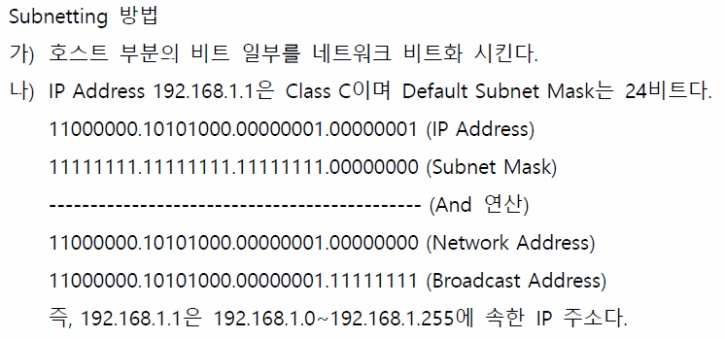 Subnetting 방법
가) 호스트 부분의 비트 일부를 네트워크 비트화 시킨다.
나) IP Address 192.168.1.1은 Class C이며 Default Subnet Mask는 24비트다.
11000000.10101000.00000001.00000001 (IP Address)
11111111.11111111.11111111.00000000 (Subnet Mask)
--------------------------------------------- (And 연산)
11000000.10101000.00000001.00000000 (Network Address)
11000000.10101000.00000001.11111111 (Broadcast Address)
즉, 192.168.1.1은 192.168.1.0~192.168.1.255에 속한 IP 주소다.